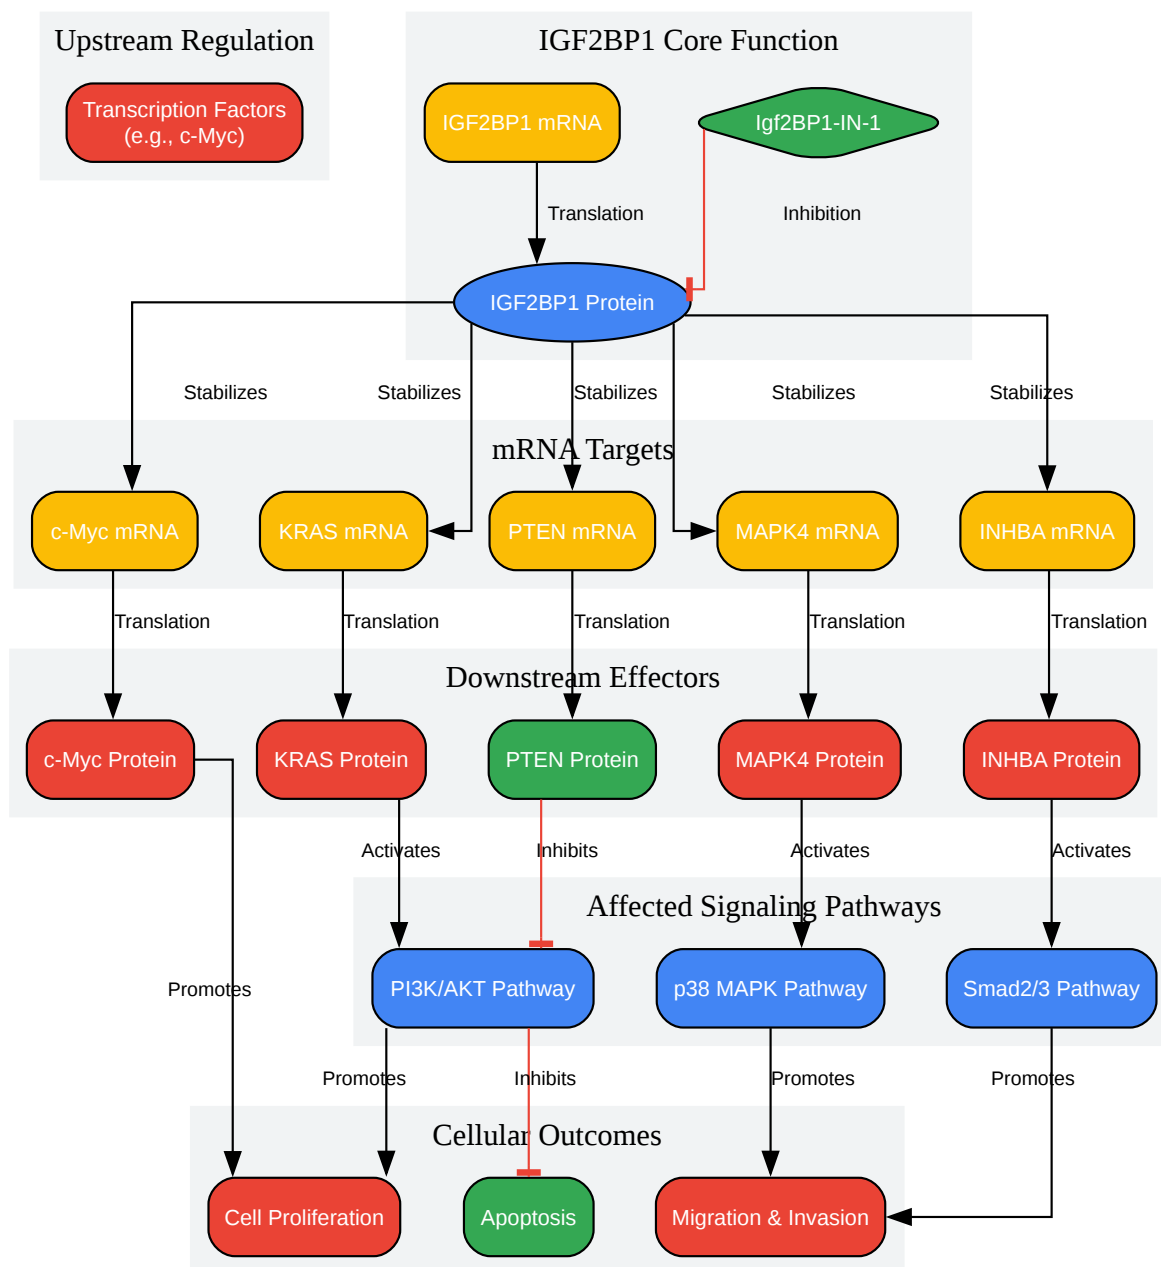 Upstream Regulation
IGF2BP1 Core Function
Transcription Factors
(e.g., c-Myc)
IGF2BP1 mRNA
Igf2BP1-IN-1
Translation
Inhibition
IGF2BP1 Protein
Stabilizes
Stabilizes
Stabilizes
Stabilizes
Stabilizes
mRNA Targets
c-Myc mRNA
KRAS mRNA
PTEN mRNA
MAPK4 mRNA
INHBA mRNA
Translation
Translation
Translation
Translation
Translation
Downstream Effectors
c-Myc Protein
KRAS Protein
PTEN Protein
MAPK4 Protein
INHBA Protein
Activates
Inhibits
Activates
Activates
Affected Signaling Pathways
Promotes
PI3K/AKT Pathway
p38 MAPK Pathway
Smad2/3 Pathway
Promotes
Inhibits
Promotes
Promotes
Cellular Outcomes
Cell Proliferation
Apoptosis
Migration & Invasion